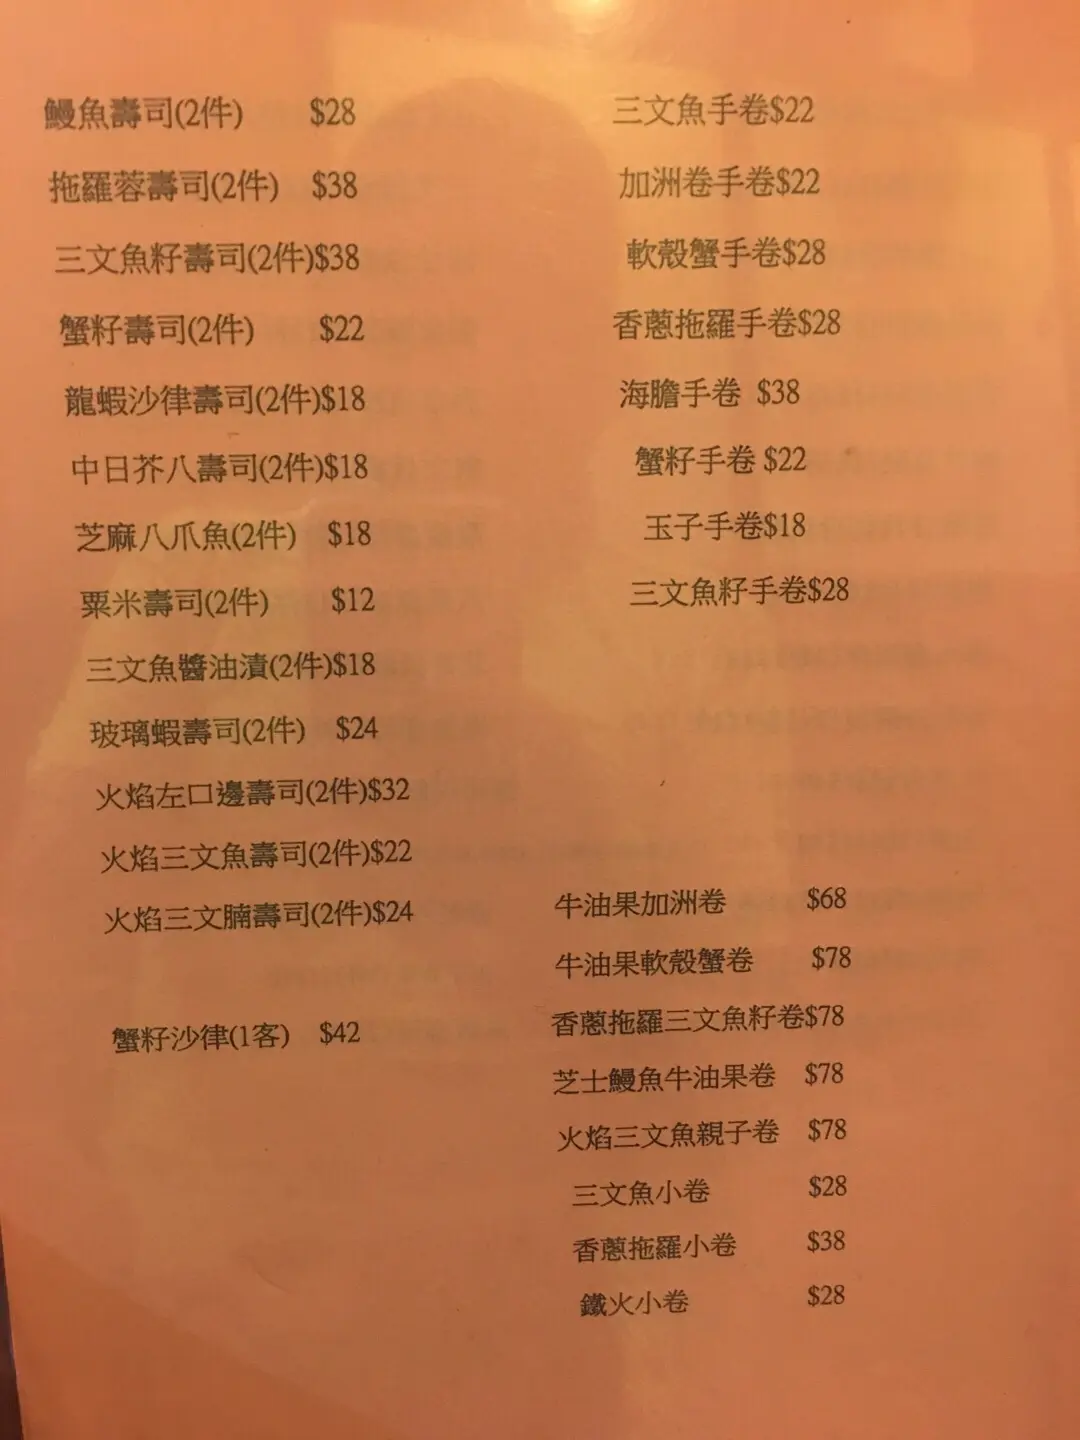 鰻魚壽司(2件) $28
拖羅蓉壽司(2件) $38
三文魚籽壽司(2件)$38
蟹籽壽司(2件) $22
龍蝦沙律壽司(2件)$18
中日芥八壽司(2件)$18
芝麻八爪魚(2件) $18
粟米壽司(2件) $12
三文魚醬油漬(2件)$18
玻璃蝦壽司(2件) $24
火焰左口邊壽司(2件)$32
火焰三文魚壽司(2件)$22
火焰三文腩壽司(2件)$24
蟹籽沙律(1客) $42
三文魚手卷$22
加洲卷手卷$22
軟殼蟹手卷$28
香蔥拖羅手卷$28
海膽手卷 $38
蟹籽手卷 $22
玉子手卷$18
三文魚籽手卷$28
牛油果加洲卷 $68
牛油果軟殼蟹卷 $78
香蔥拖羅三文魚籽卷$78
芝士鰻魚牛油果卷 $78
火焰三文魚親子卷 $78
三文魚小卷 $28
香蔥拖羅小卷 $38
鐵火小卷 $28